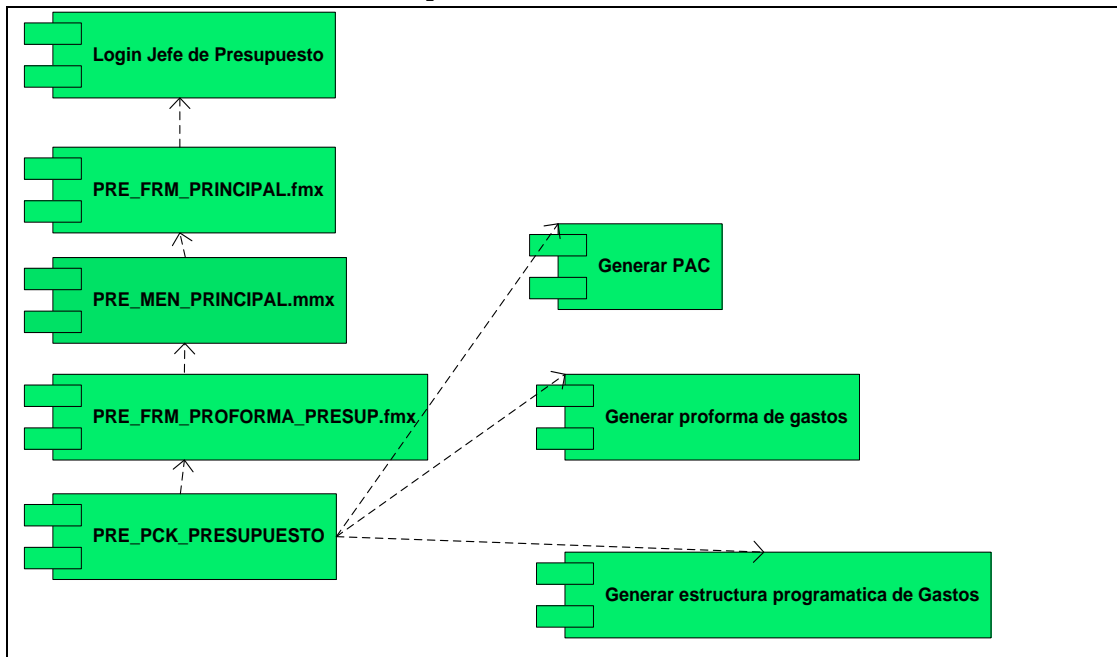 Login Jefe de Presupuesto
PRE_FRM_PRINCIPAL.fmx
PRE_MEN_PRINCIPAL.mmx
PRE_FRM_PROFORMA_PRESUP.fmx
PRE_PCK_PRESUPUESTO
Generar PAC
Generar proforma de gastos
Generar estructura programatica de Gastos